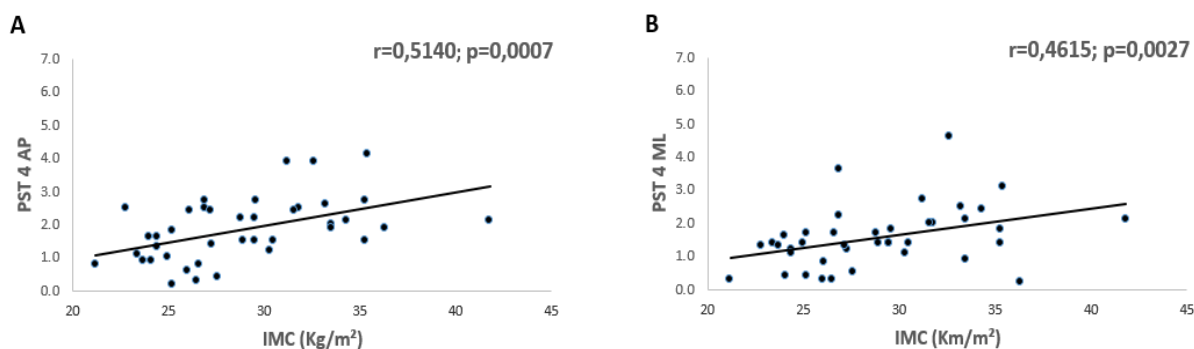 A
r=0,5140; p=0,0007
PST 4 AP
7.0
6.0
5.0
4.0
3.0
2.0
1.0
0.0
20 25 30 35 40 45
IMC (Kg/m²)
B
r=0,4615; p=0,0027
PST 4 ML
7.0
6.0
5.0
4.0
3.0
2.0
1.0
0.0
20 25 30 35 40 45
IMC (Km/m²)